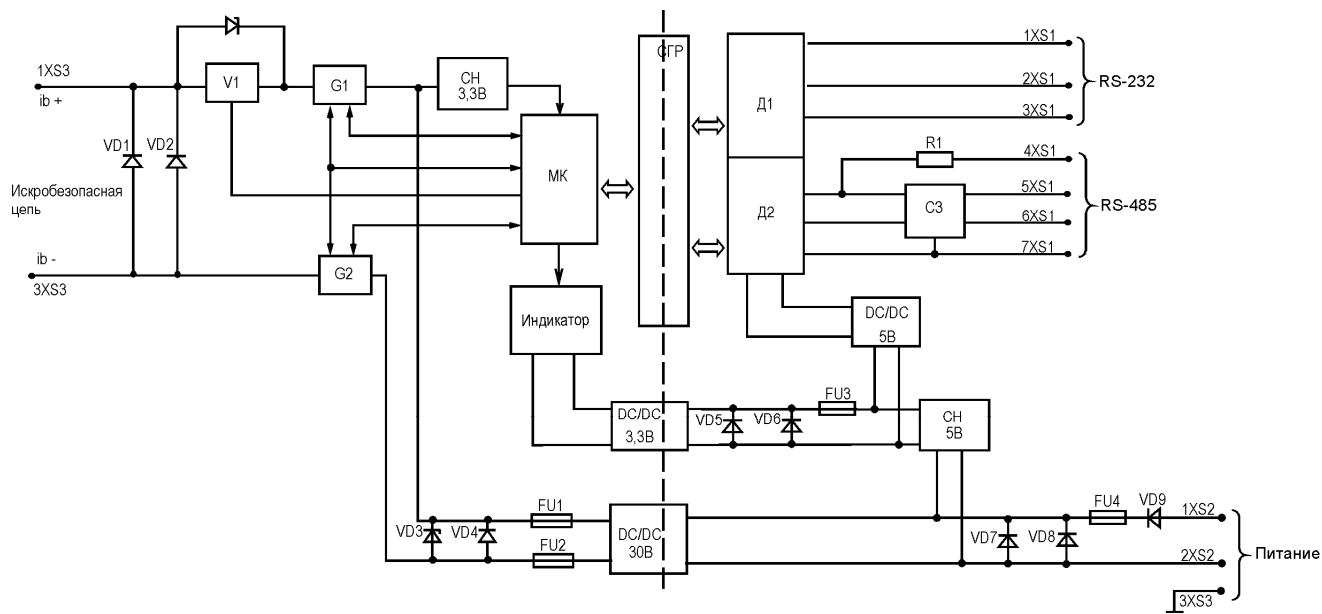 1XS3
ib +
VD1
VD2
V1
G1
СН
3,3В
МК
Искробезопасная
цепь
ib -
3XS3
G2
Индикатор
СГР
Д1
Д2
1XS1
2XS1
3XS1
RS-232
R1
4XS1
5XS1
СЗ
6XS1
7XS1
RS-485
DC/DC
5В
DC/DC
3,3В
VD5
VD6
FU3
СН
5В
VD3
VD4
FU1
FU2
DC/DC
30В
VD7
VD8
FU4
VD9
1XS2
2XS2
3XS3
Питание